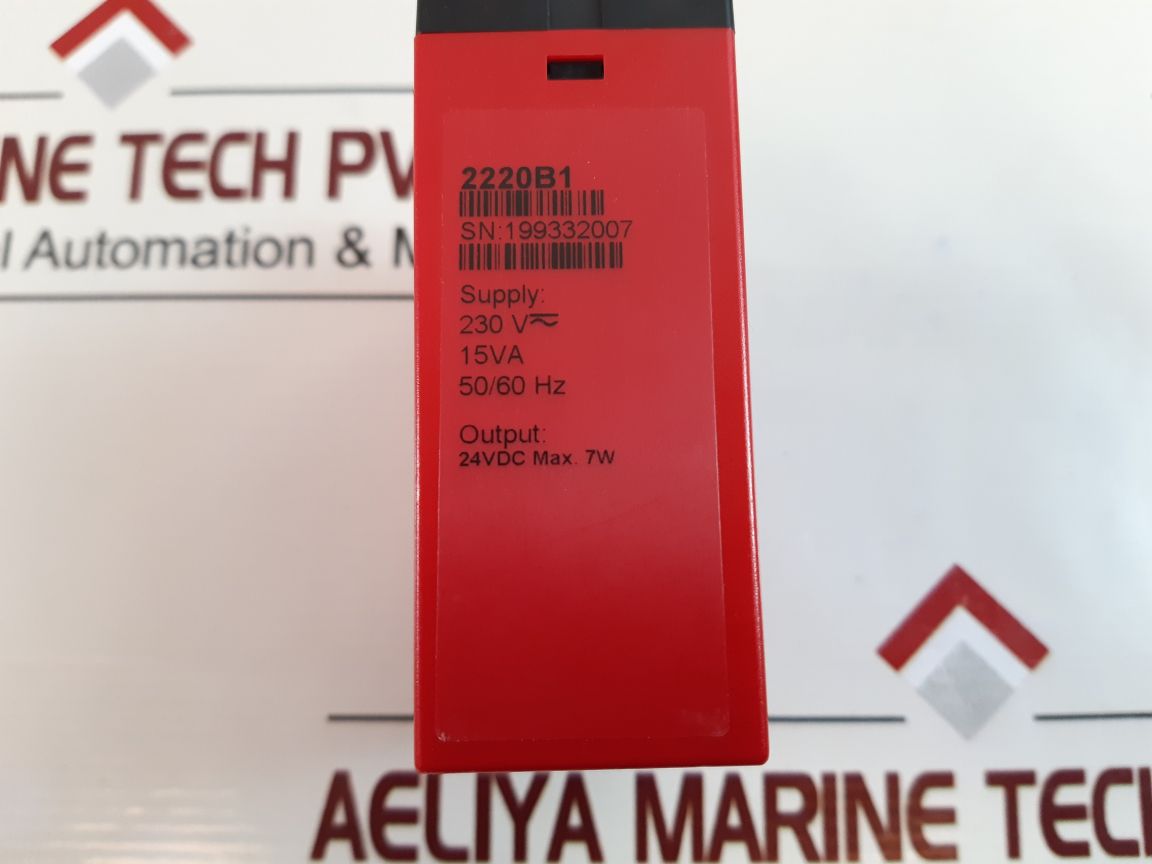 NE TECH PV
l Automation & M
2220B1
SN:199332007
Supply:
230 V⎓~
15VA
50/60 Hz
Output:
24VDC Max. 7W
AELIYA MARINE TECH